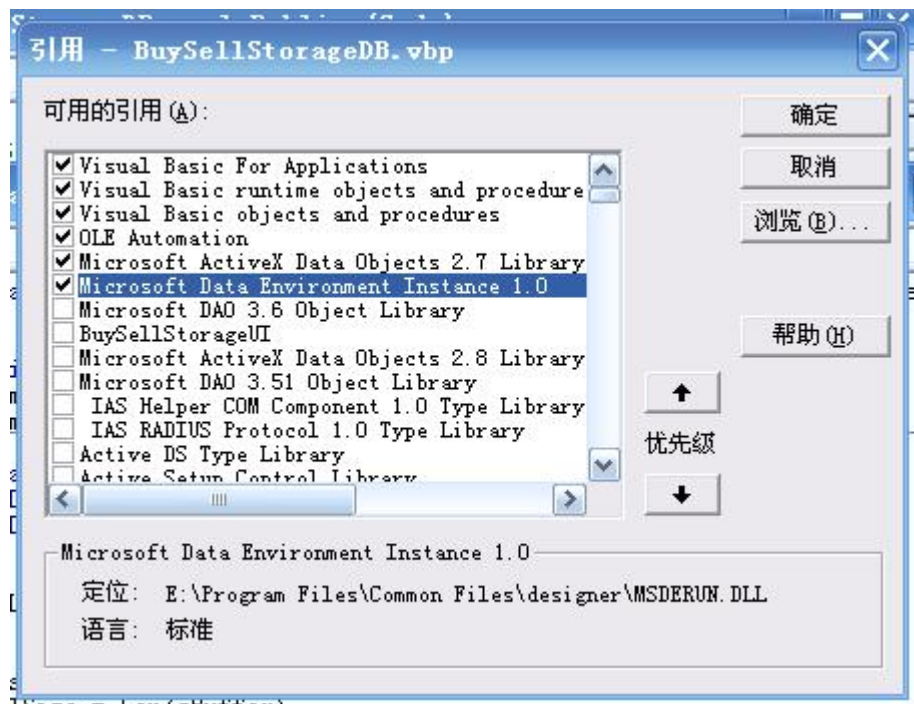 引用 - BuySellStorageDB.vbp
可用的引用(A):
确定
Visual Basic For Applications
Visual Basic runtime objects and procedure
取消
Visual Basic objects and procedures
浏览(B)...
OLE Automation
Microsoft ActiveX Data Objects 2.7 Library
Microsoft Data Environment Instance 1.0
Microsoft DAO 3.6 Object Library
BuySellStorageUI
帮助(H)
Microsoft ActiveX Data Objects 2.8 Library
Microsoft DAO 3.51 Object Library
IAS Helper COM Component 1.0 Type Library
IAS RADIUS Protocol 1.0 Type Library
优先级
Active DS Type Library
Active Setup Control Library
Microsoft Data Environment Instance 1.0
定位: E:\Program Files\Common Files\designer\MSDERUN.DLL
语言: 标准